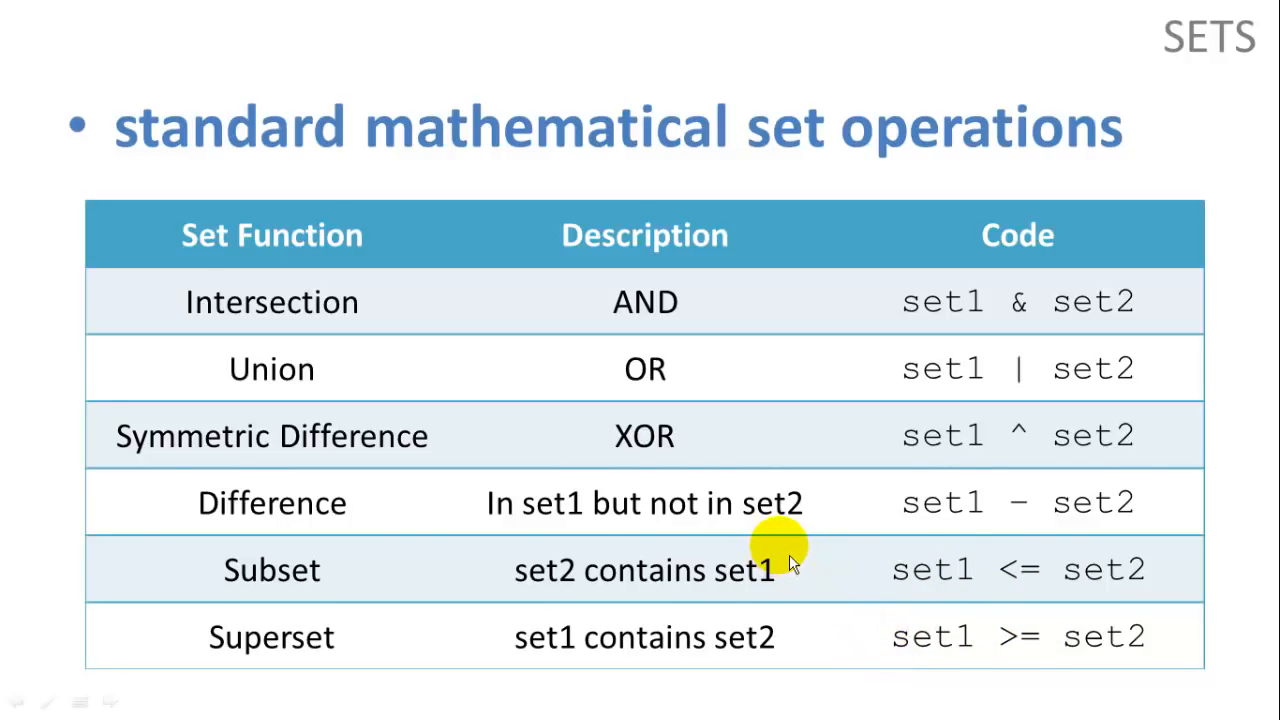 SETS
• standard mathematical set operations
Set Function Description Code
Intersection AND set1 & set2
Union OR set1 | set2
Symmetric Difference XOR set1 ^ set2
Difference In set1 but not in set2 set1 – set2
Subset set2 contains set1 set1 <= set2
Superset set1 contains set2 set1 >= set2